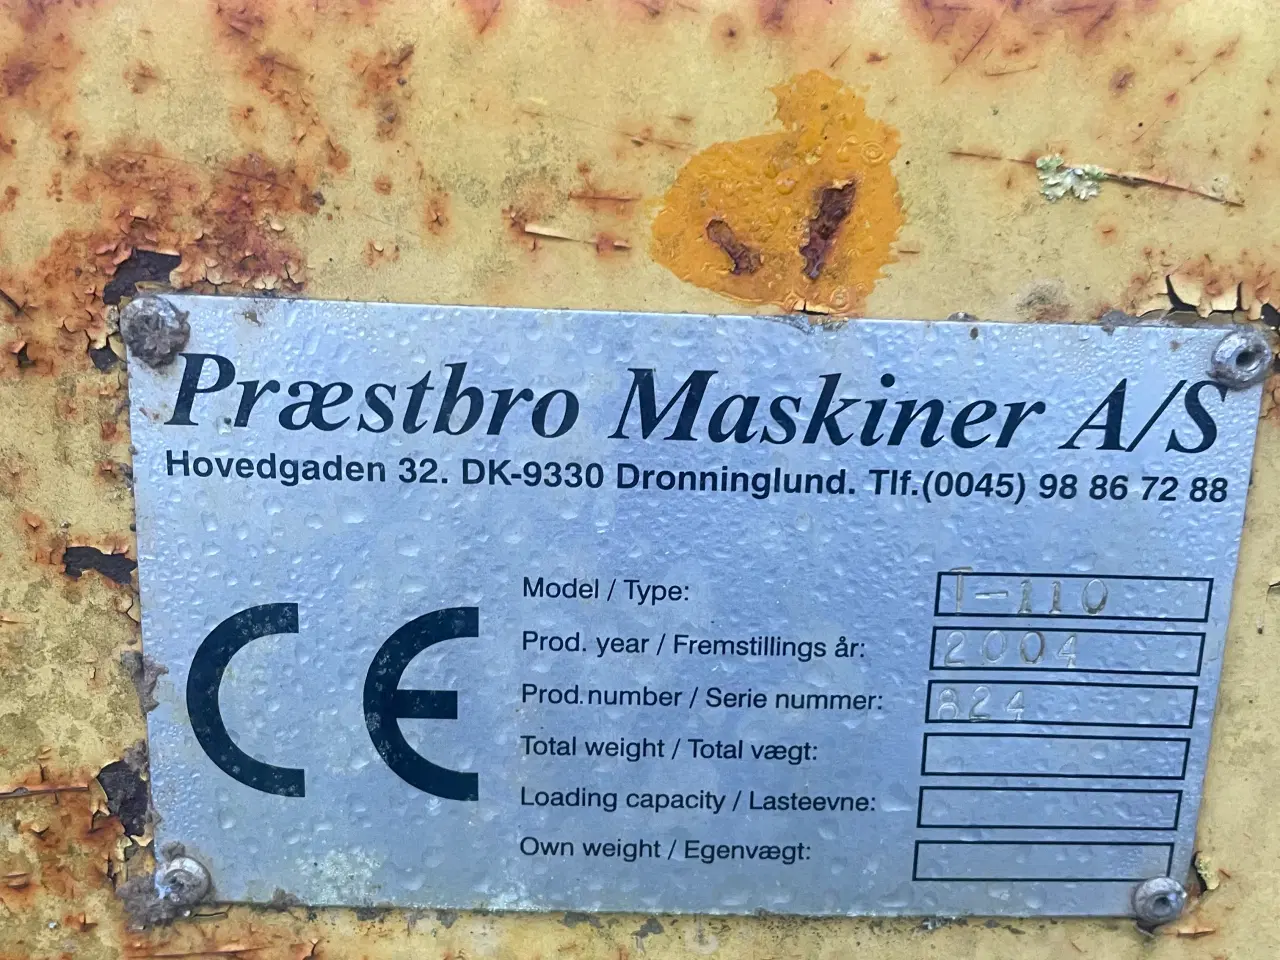 Præstbro Maskiner A/S
Hovedgaden 32. DK-9330 Dronninglund. Tlf.(0045) 98 86 72 88
CE
Model / Type: T-110
Prod. year / Fremstillings år: 2004
Prod.number / Serie nummer: 824
Total weight / Total vægt:
Loading capacity / Lasteevne:
Own weight / Egenvægt: